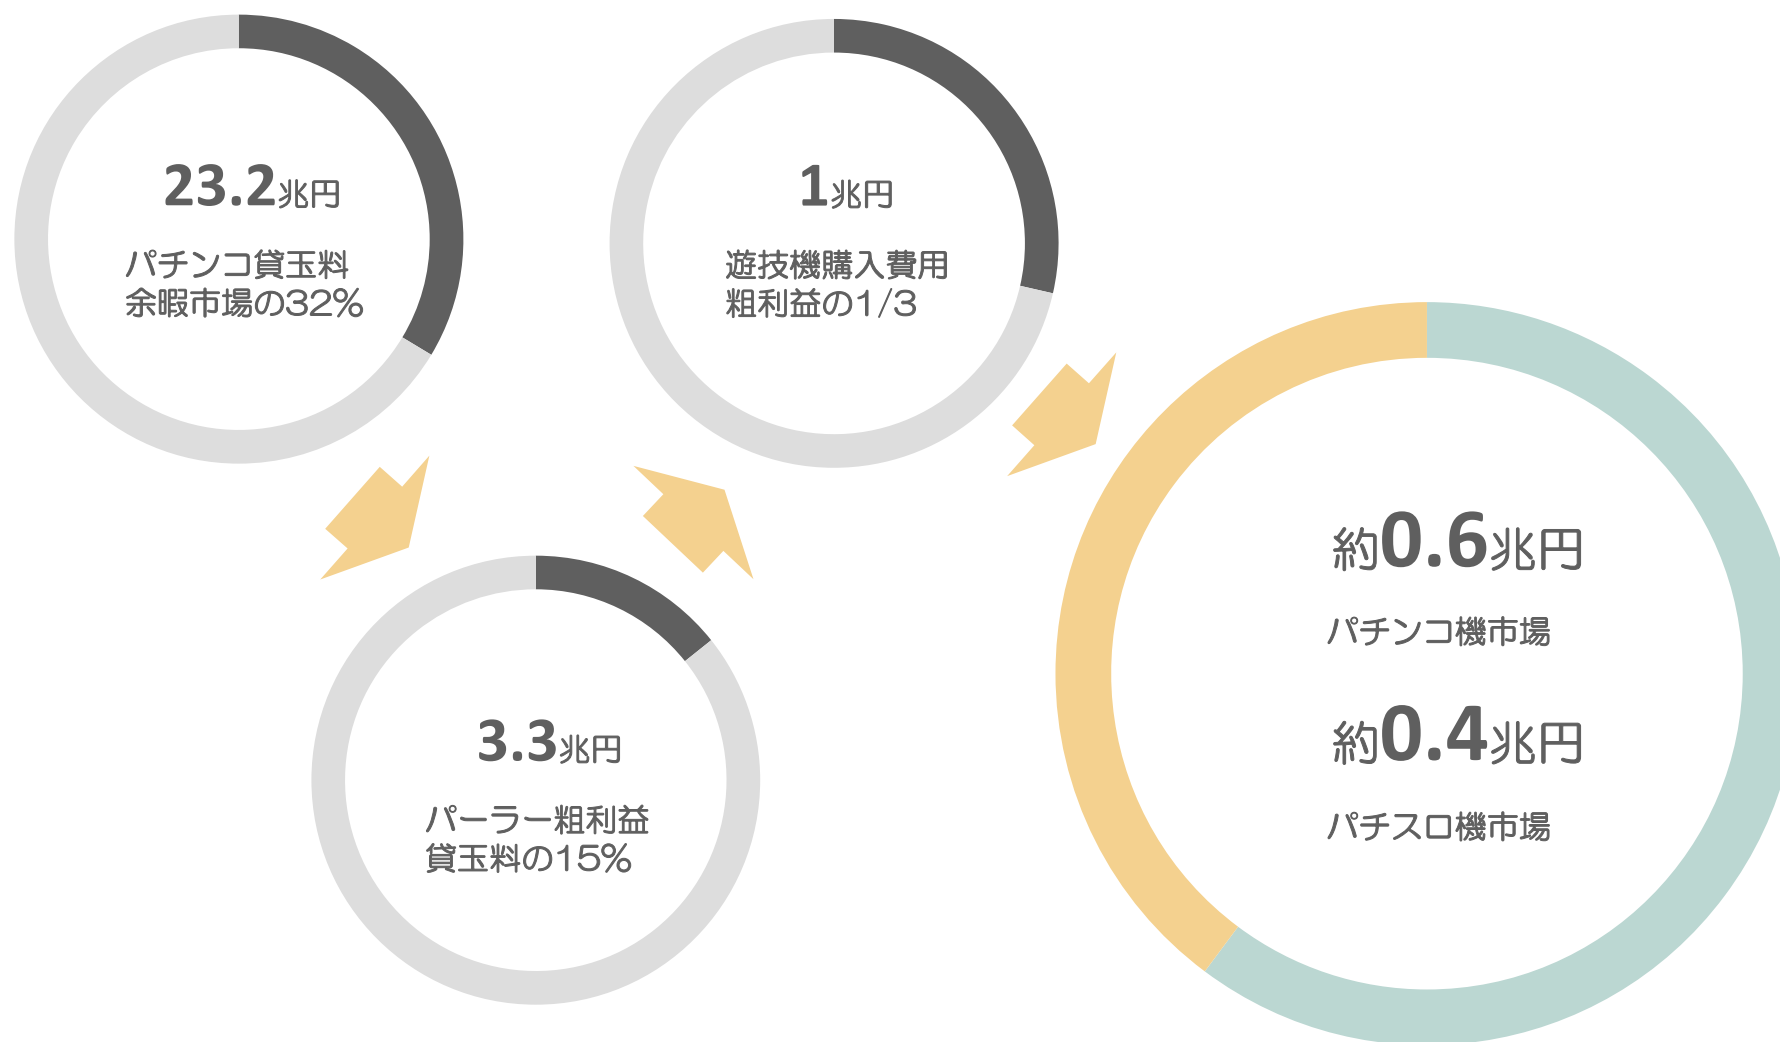 23.2兆円
パチンコ貸玉料
余暇市場の32%
1兆円
遊技機購入費用
粗利益の1/3
3.3兆円
パーラー粗利益
貸玉料の15%
約0.6兆円
パチンコ機市場
約0.4兆円
パチスロ機市場